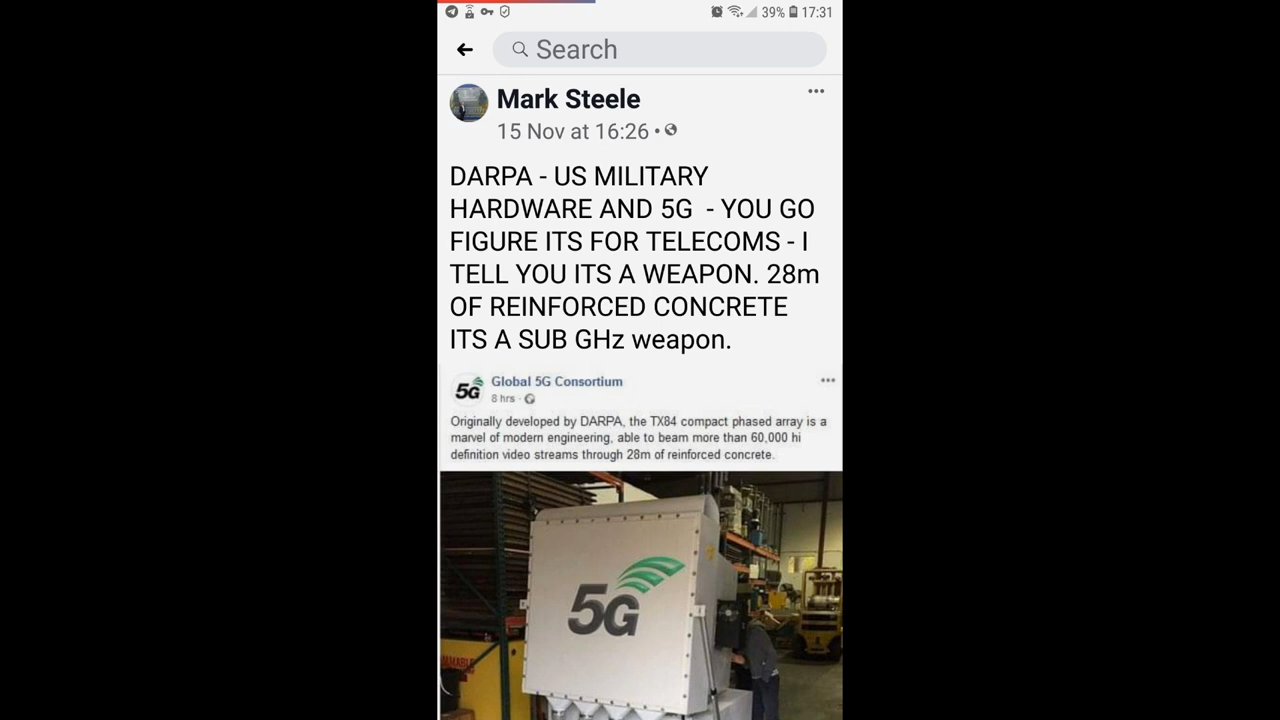 39% 17:31
Search
Mark Steele
15 Nov at 16:26 •
DARPA - US MILITARY
HARDWARE AND 5G - YOU GO
FIGURE ITS FOR TELECOMS - I
TELL YOU ITS A WEAPON. 28m
OF REINFORCED CONCRETE
ITS A SUB GHz weapon.
5G Global 5G Consortium
8 hrs ·
Originally developed by DARPA, the TX84 compact phased array is a
marvel of modern engineering, able to beam more than 60,000 hi
definition video streams through 28m of reinforced concrete.
5G